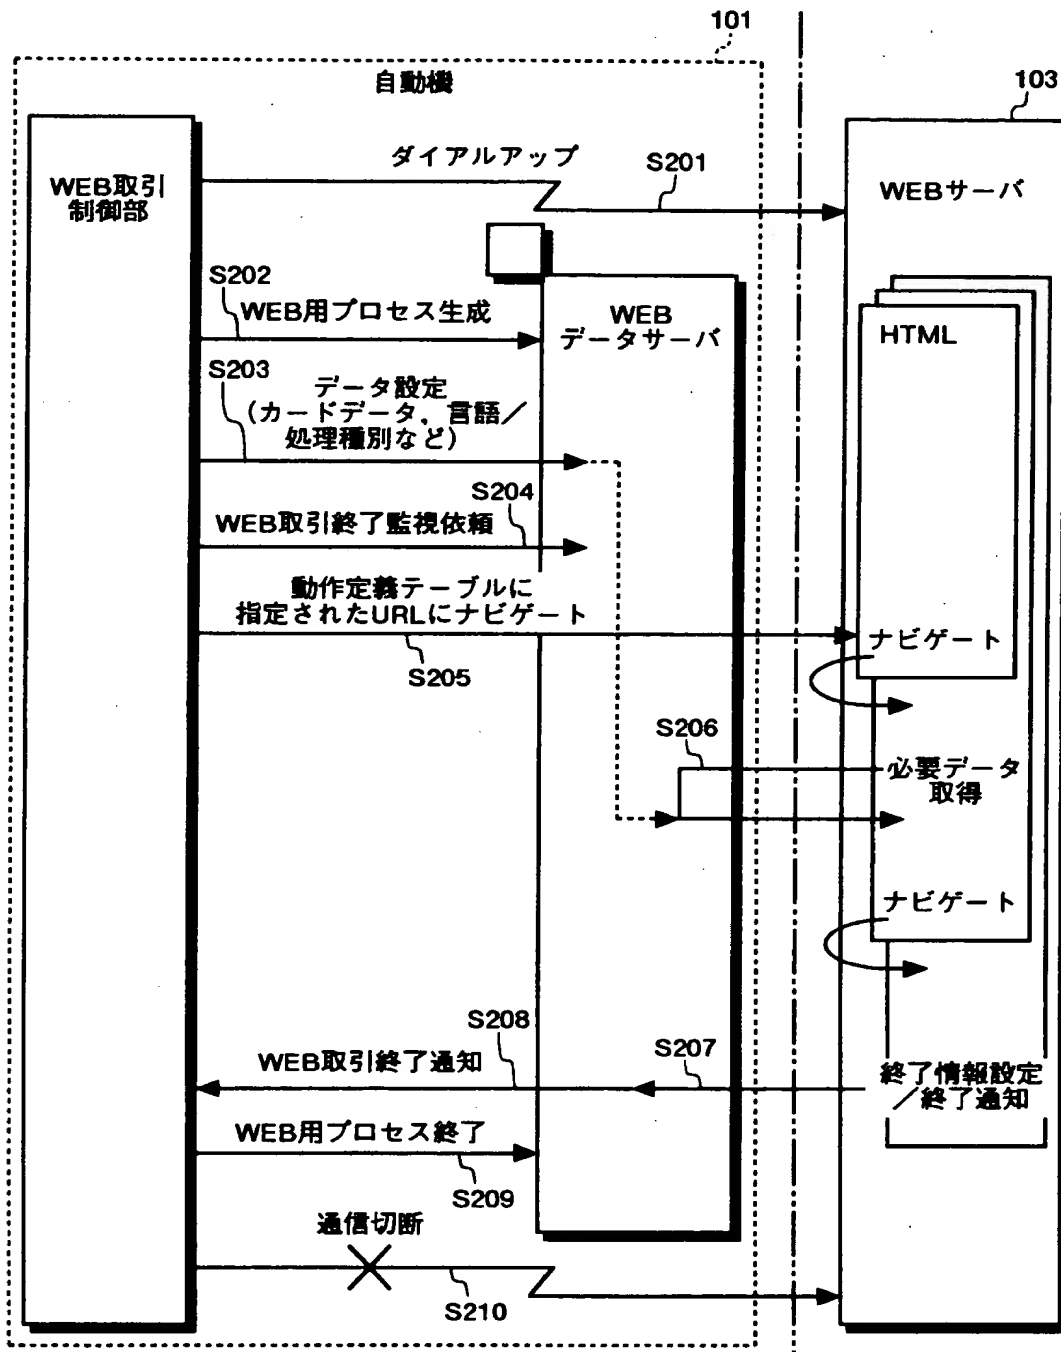 101
自動機
103
ダイアルアップ
S201
WEB取引
制御部
WEBサーバ
S202
WEB用プロセス生成
WEB
データサーバ
HTML
S203
データ設定
(カードデータ、言語/
処理種別など)
S204
WEB取引終了監視依頼
動作定義テーブルに
指定されたURLにナビゲート
ナビゲート
S205
S206
必要データ
取得
ナビゲート
S208
WEB取引終了通知
S207
終了情報設定
/終了通知
WEB用プロセス終了
S209
通信切断
S210